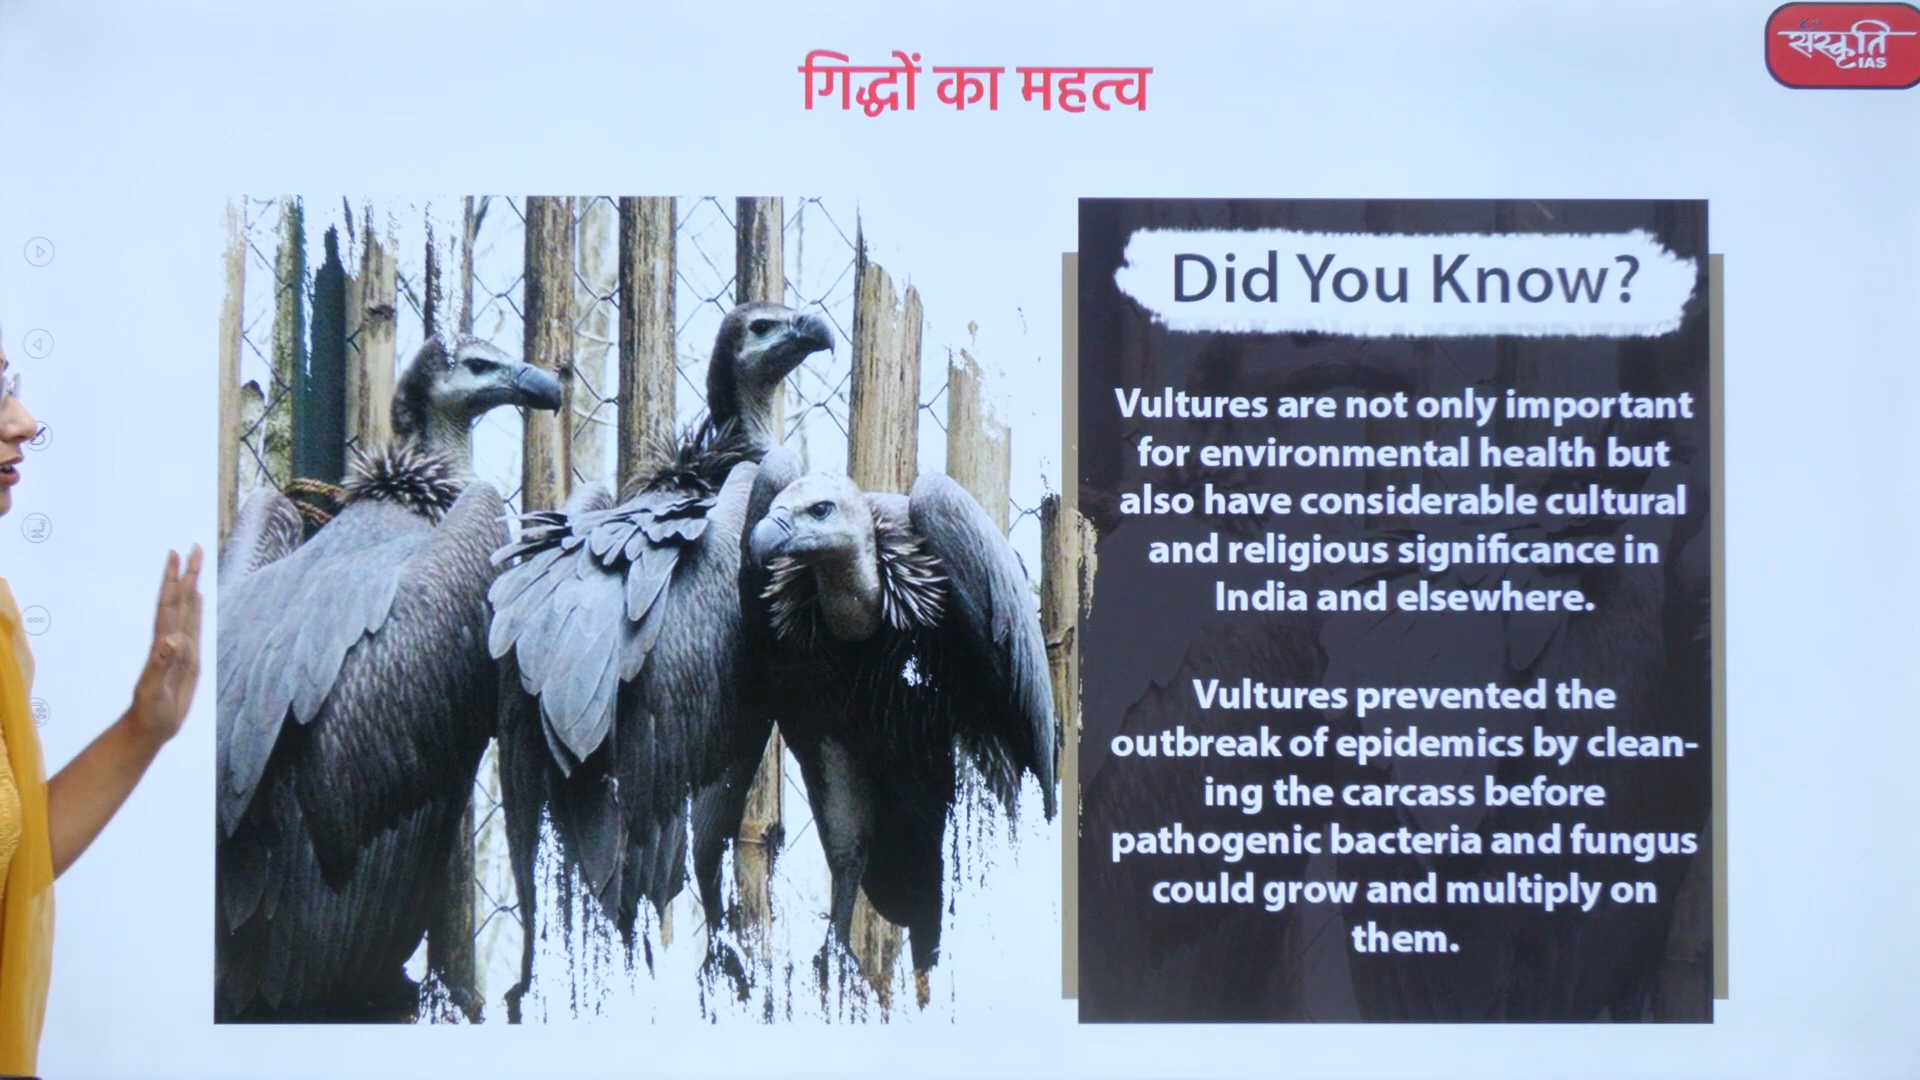 संस्कृति
IAS
गिद्धों का महत्व
Did You Know?
Vultures are not only important
for environmental health but
also have considerable cultural
and religious significance in
India and elsewhere.
Vultures prevented the
outbreak of epidemics by clean-
ing the carcass before
pathogenic bacteria and fungus
could grow and multiply on
them.